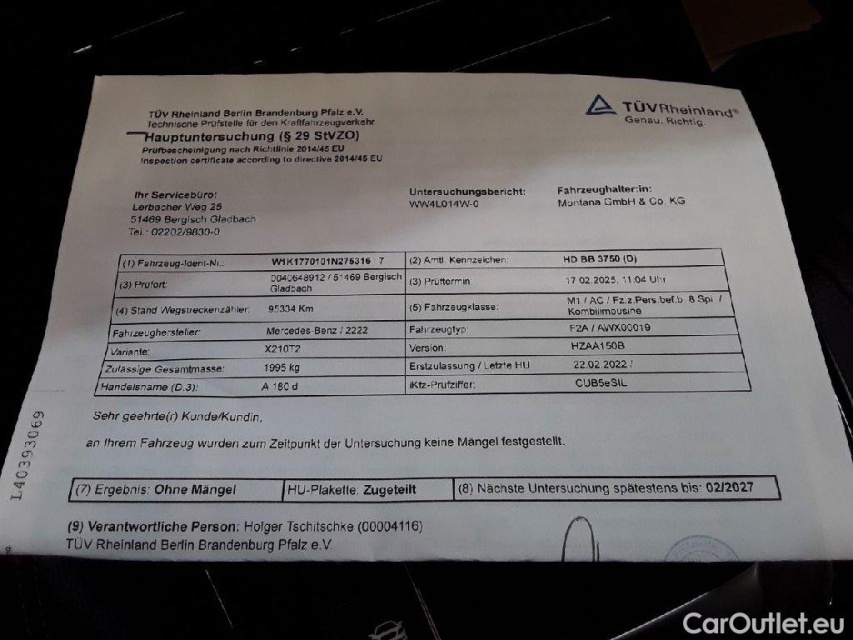 TÜV Rheinland Berlin Brandenburg Pfalz e.V.
Technische Prüfstelle für den Kraftfahrzeugverkehr
Hauptuntersuchung (§ 29 StVZO)
Prüfbescheinigung nach Richtlinie 2014/45 EU
Inspection certificate according to directive 2014/45 EU
TÜVRheinland®
Genau. Richtig.
Ihr Servicebüro:
Lerbacher Weg 25
51469 Bergisch Gladbach
Tel.: 02202/9830-0
Untersuchungsbericht:
WW4L014W-0
Fahrzeughalter:in:
Montana GmbH & Co. KG
(1) Fahrzeug-Ident-Nr.: W1K1770101N275316 7 (2) Amtl. Kennzeichen: HD BB 3750 (D)
(3) Prüfort: 0040648912 / 51469 Bergisch Gladbach (3) Prüftermin: 17.02.2025, 11:04 Uhr
(4) Stand Wegstreckenzähler: 95334 Km (5) Fahrzeugklasse: M1 / AC / Fz.z.Pers.bef.b. 8 Spl / Kombilimousine
Fahrzeughersteller: Mercedes-Benz / 2222 Fahrzeugtyp: F2A / AWX00019
Variante: X210T2 Version: HZAA150B
Zulässige Gesamtmasse: 1995 kg Erstzulassung / Letzte HU 22.02.2022 /
Handelsname (D.3): A 180 d iKfz-Prüfziffer: CUB5eSIL
Sehr geehrte(r) Kunde/Kundin,
an Ihrem Fahrzeug wurden zum Zeitpunkt der Untersuchung keine Mängel festgestellt.
(7) Ergebnis: Ohne Mängel HU-Plakette: Zugeteilt (8) Nächste Untersuchung spätestens bis: 02/2027
(9) Verantwortliche Person: Holger Tschitschke (00004116)
TÜV Rheinland Berlin Brandenburg Pfalz e.V.
L40393069
CarOutlet.eu